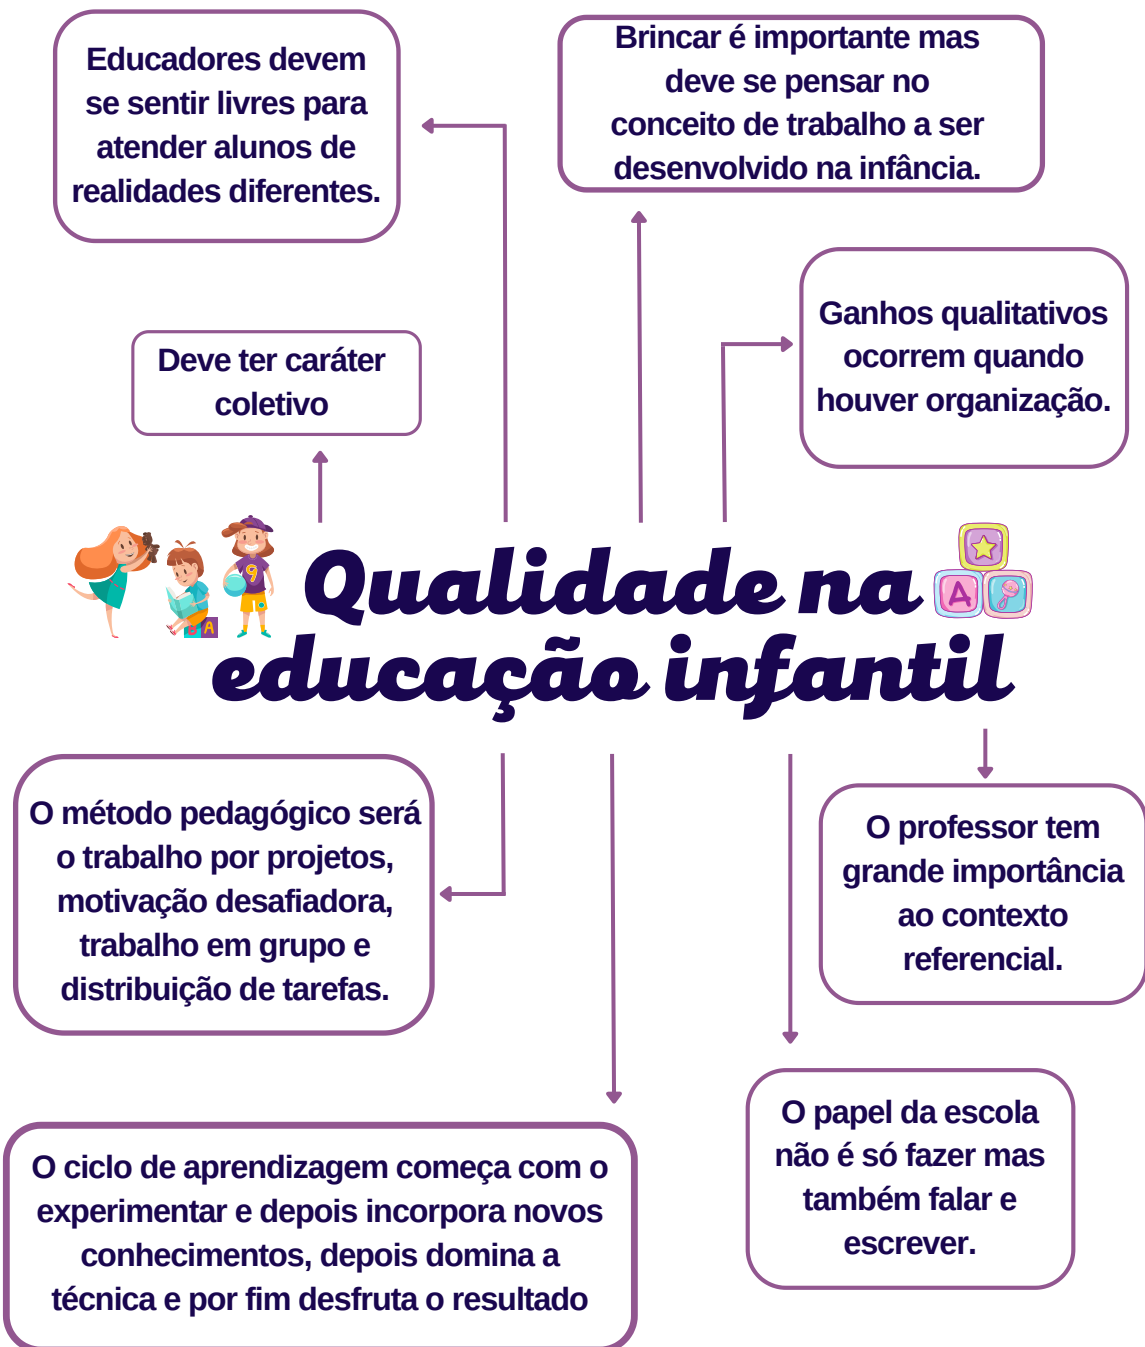 Educadores devem
se sentir livres para
atender alunos de
realidades diferentes.
Brincar é importante mas
deve se pensar no
conceito de trabalho a ser
desenvolvido na infância.
Ganhos qualitativos
ocorrem quando
houver organização.
Deve ter caráter
coletivo
9
A
A
Qualidade na
educação infantil
O método pedagógico será
o trabalho por projetos,
motivação desafiadora,
trabalho em grupo e
distribuição de tarefas.
O professor tem
grande importância
ao contexto
referencial.
O papel da escola
não é só fazer mas
também falar e
escrever.
O ciclo de aprendizagem começa com o
experimentar e depois incorpora novos
conhecimentos, depois domina a
técnica e por fim desfruta o resultado